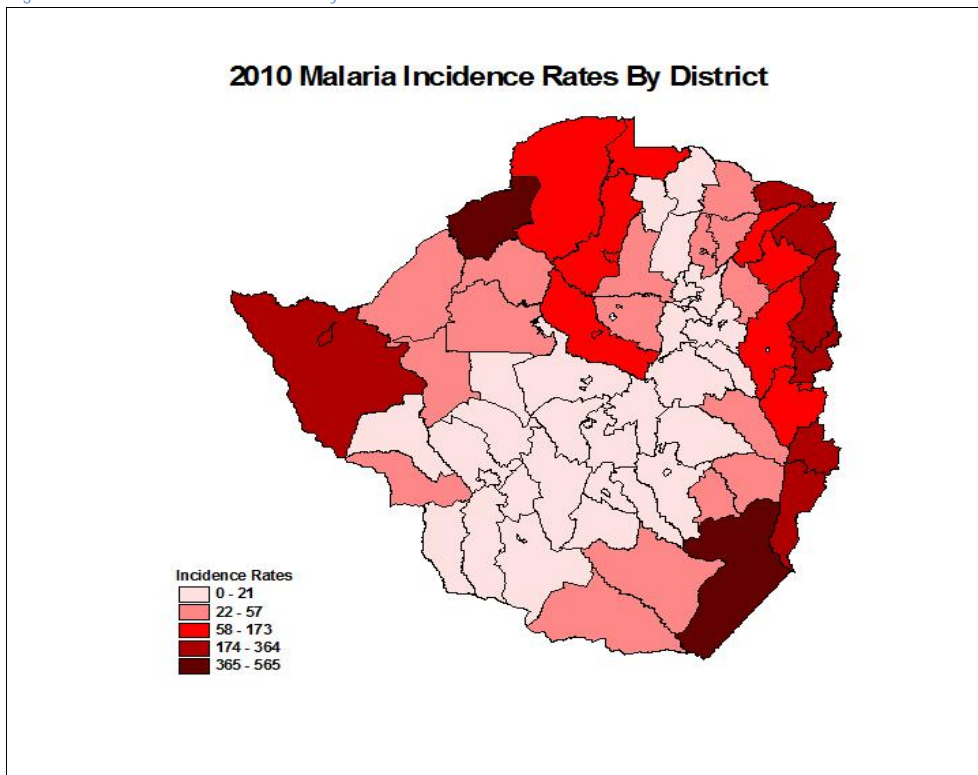 2010 Malaria Incidence Rates By District
Incidence Rates
0 - 21
22 - 57
58 - 173
174 - 364
365 - 565